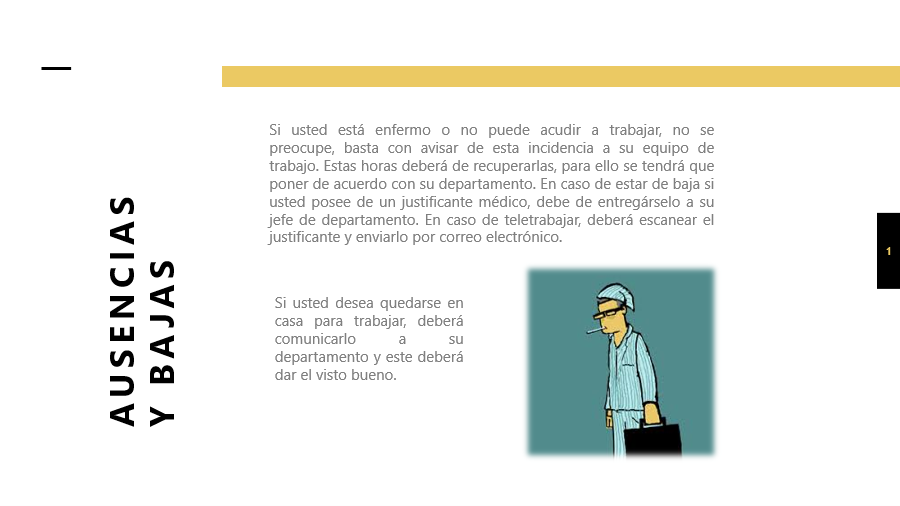 AUSENCIAS
Y BAJAS
Si usted está enfermo o no puede acudir a trabajar, no se
preocupe, basta con avisar de esta incidencia a su equipo de
trabajo. Estas horas deberá de recuperarlas, para ello se tendrá que
poner de acuerdo con su departamento. En caso de estar de baja si
usted posee de un justificante médico, debe de entregárselo a su
jefe de departamento. En caso de teletrabajar, deberá escanear el
justificante y enviarlo por correo electrónico.
Si usted desea quedarse en
casa para trabajar, deberá
comunicarlo a su
departamento y este deberá
dar el visto bueno.
1